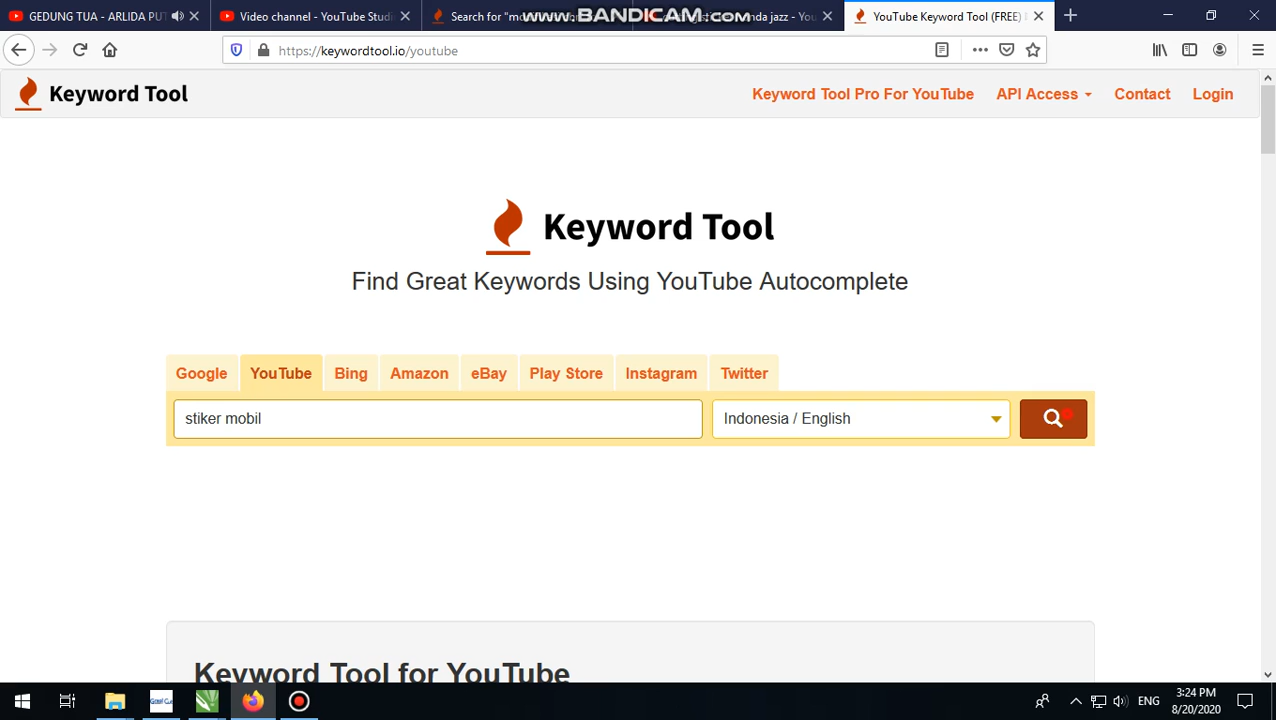 GEDUNG TUA - ARLIDA PUT
Video channel - YouTube Studi
Search for "mo
www.BANDICAM.com
nda jazz - You
YouTube Keyword Tool (FREE)
https://keywordtool.io/youtube
Keyword Tool
Keyword Tool Pro For YouTube
API Access
Contact
Login
Keyword Tool
Find Great Keywords Using YouTube Autocomplete
Google
YouTube
Bing
Amazon
eBay
Play Store
Instagram
Twitter
stiker mobil
Indonesia / English
Keyword Tool for YouTube
ENG
3:24 PM
8/20/2020